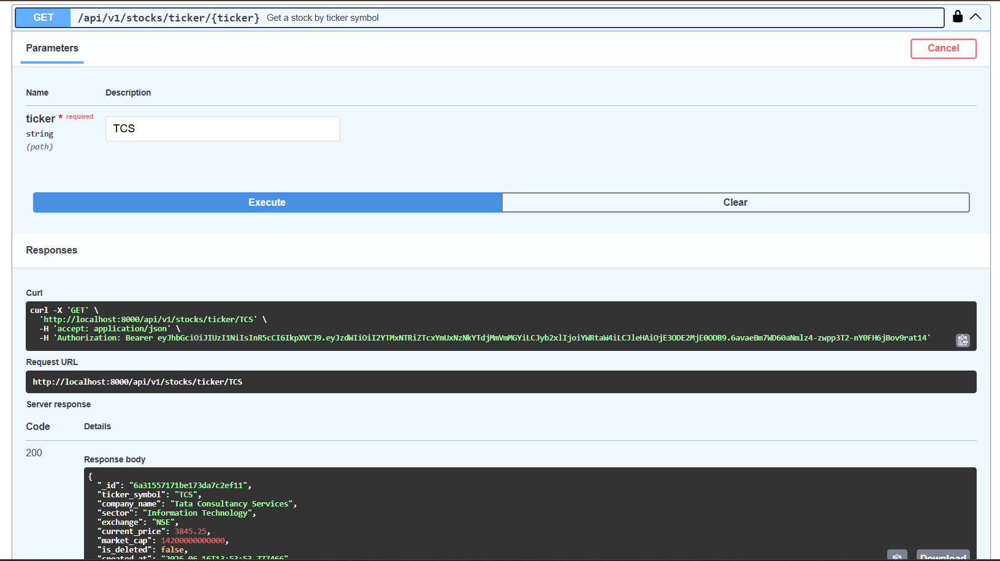 GET /api/v1/stocks/ticker/{ticker} Get a stock by ticker symbol
Parameters
Cancel
Name Description
ticker * required
string
(path)
TCS
Execute
Clear
Responses
Curl
curl -X 'GET' \
'http://localhost:8000/api/v1/stocks/ticker/TCS' \
-H 'accept: application/json' \
-H 'Authorization: Bearer eyJhbGciOiJIUzI1NiIsInR5cCI6IkpXVCJ9.eyJzdWIiOiI2YTMxNTRiZTcxYmUxNzNkYTdjMmVmMGYiLCJyb2xlIjoiYWRtaW4iLCJleHAiOjE3ODE2MjE0ODB9.6avaeBm7WD60aNmlz4-zwpp3T2-nY0FH6jBov9rat14'
Request URL
http://localhost:8000/api/v1/stocks/ticker/TCS
Server response
Code Details
200
Response body
{
"_id": "6a31557171be173da7c2ef11",
"ticker_symbol": "TCS",
"company_name": "Tata Consultancy Services",
"sector": "Information Technology",
"exchange": "NSE",
"current_price": 3845.25,
"market_cap": 14200000000000,
"is_deleted": false,
"created_at": "2026-06-16T13:53:53.777466"
Download